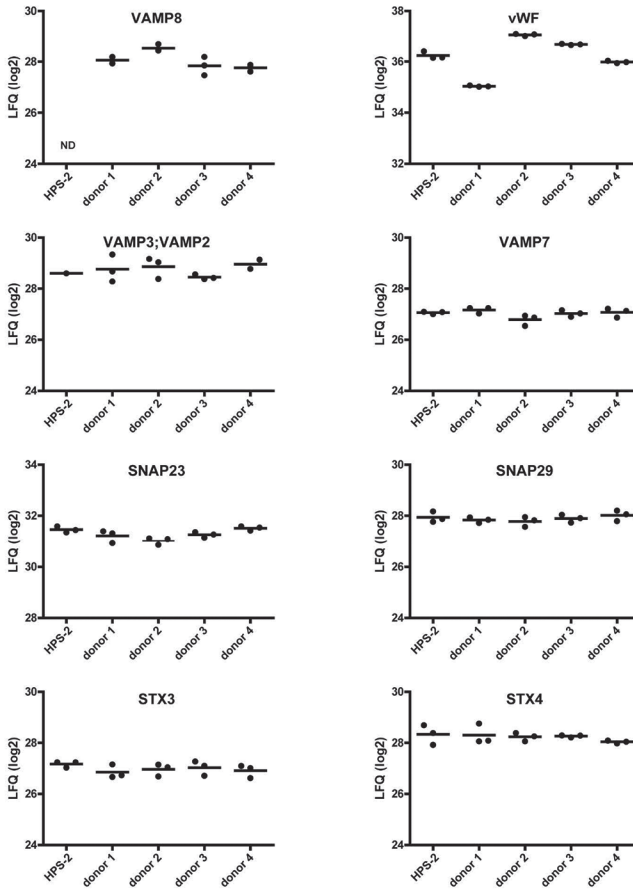 VAMP8
LFQ (log2)
30
28
26
24
ND
HPS-2
donor 1
donor 2
donor 3
donor 4
vWF
LFQ (log2)
38
36
34
32
HPS-2
donor 1
donor 2
donor 3
donor 4
VAMP3;VAMP2
LFQ (log2)
30
28
26
24
HPS-2
donor 1
donor 2
donor 3
donor 4
VAMP7
LFQ (log2)
30
28
26
24
HPS-2
donor 1
donor 2
donor 3
donor 4
SNAP23
LFQ (log2)
34
32
30
28
HPS-2
donor 1
donor 2
donor 3
donor 4
SNAP29
LFQ (log2)
30
28
26
24
HPS-2
donor 1
donor 2
donor 3
donor 4
STX3
LFQ (log2)
30
28
26
24
HPS-2
donor 1
donor 2
donor 3
donor 4
STX4
LFQ (log2)
30
28
26
24
HPS-2
donor 1
donor 2
donor 3
donor 4